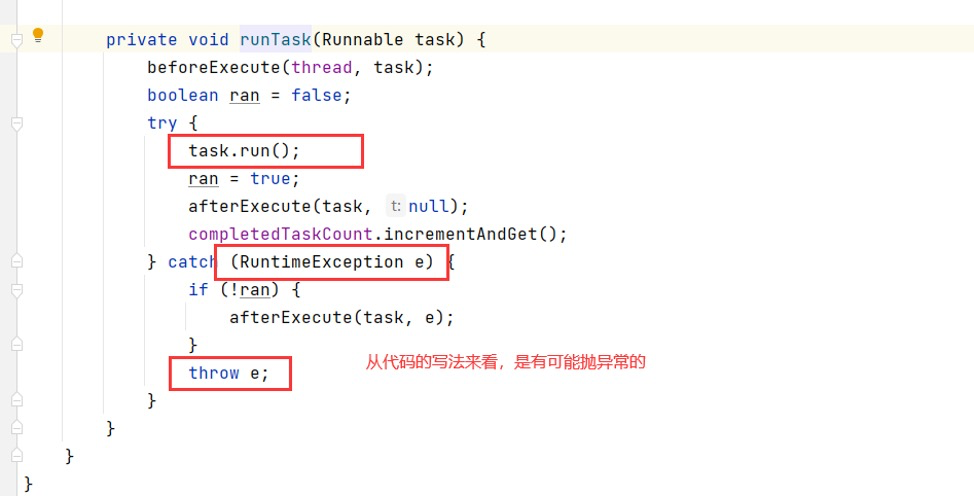 private void runTask(Runnable task) {
beforeExecute(thread, task);
boolean ran = false;
try {
task.run();
ran = true;
afterExecute(task, t: null);
completedTaskCount.incrementAndGet();
} catch (RuntimeException e) {
if (!ran) {
afterExecute(task, e);
}
从代码的写法来看，是有可能抛异常的
throw e;
}
}
}
}